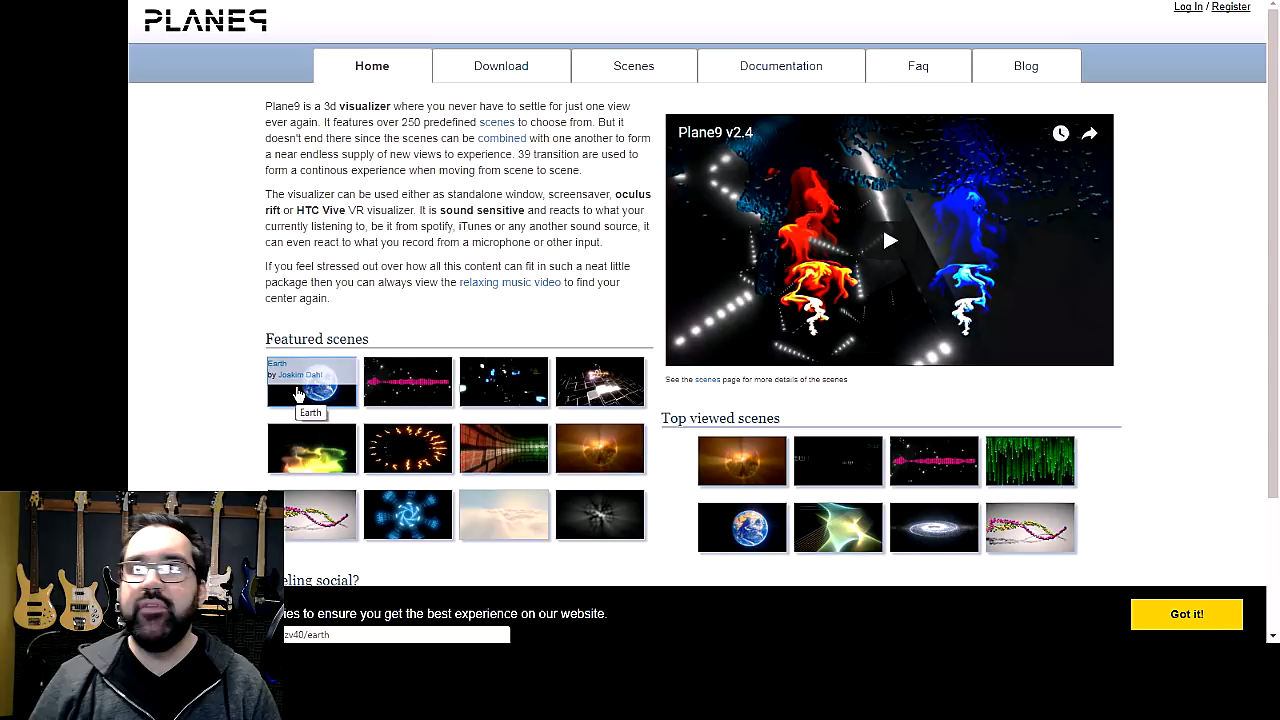 PLANE9
Log In / Register
Home
Download
Scenes
Documentation
Faq
Blog
Plane9 is a 3d visualizer where you never have to settle for just one view
ever again. It features over 250 predefined scenes to choose from. But it
doesn't end there since the scenes can be combined with one another to form
a near endless supply of new views to experience. 39 transition are used to
form a continous experience when moving from scene to scene.
The visualizer can be used either as standalone window, screensaver, oculus
rift or HTC Vive VR visualizer. It is sound sensitive and reacts to what your
currently listening to, be it from spotify, iTunes or any another sound source, it
can even react to what you record from a microphone or other input.
If you feel stressed out over how all this content can fit in such a neat little
package then you can always view the relaxing music video to find your
center again.
Plane9 v2.4
See the scenes page for more details of the scenes
Featured scenes
Earth
by Joakim Dahl
Earth
Top viewed scenes
eling social?
ies to ensure you get the best experience on our website.
Got it!
zv40/earth